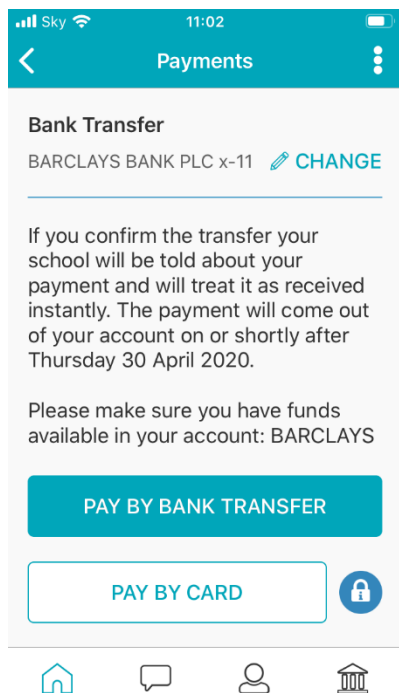 Sky 11:02
Payments
Bank Transfer
BARCLAYS BANK PLC x-11 CHANGE
If you confirm the transfer your
school will be told about your
payment and will treat it as received
instantly. The payment will come out
of your account on or shortly after
Thursday 30 April 2020.
Please make sure you have funds
available in your account: BARCLAYS
PAY BY BANK TRANSFER
PAY BY CARD